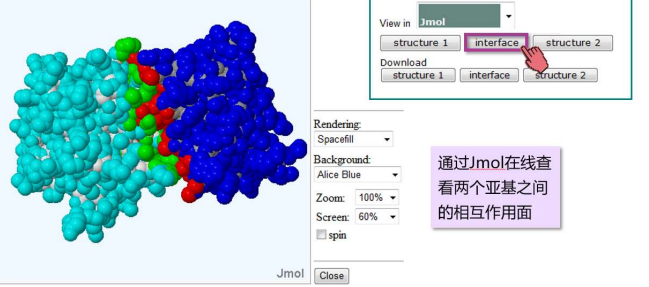 View in Jmol
structure 1 interface structure 2
Download
structure 1 interface structure 2
Rendering:
Spacefill
Background:
Alice Blue
Zoom: 100%
Screen: 60%
spin
Close
Jmol
通过Jmol在线查
看两个亚基之间
的相互作用面